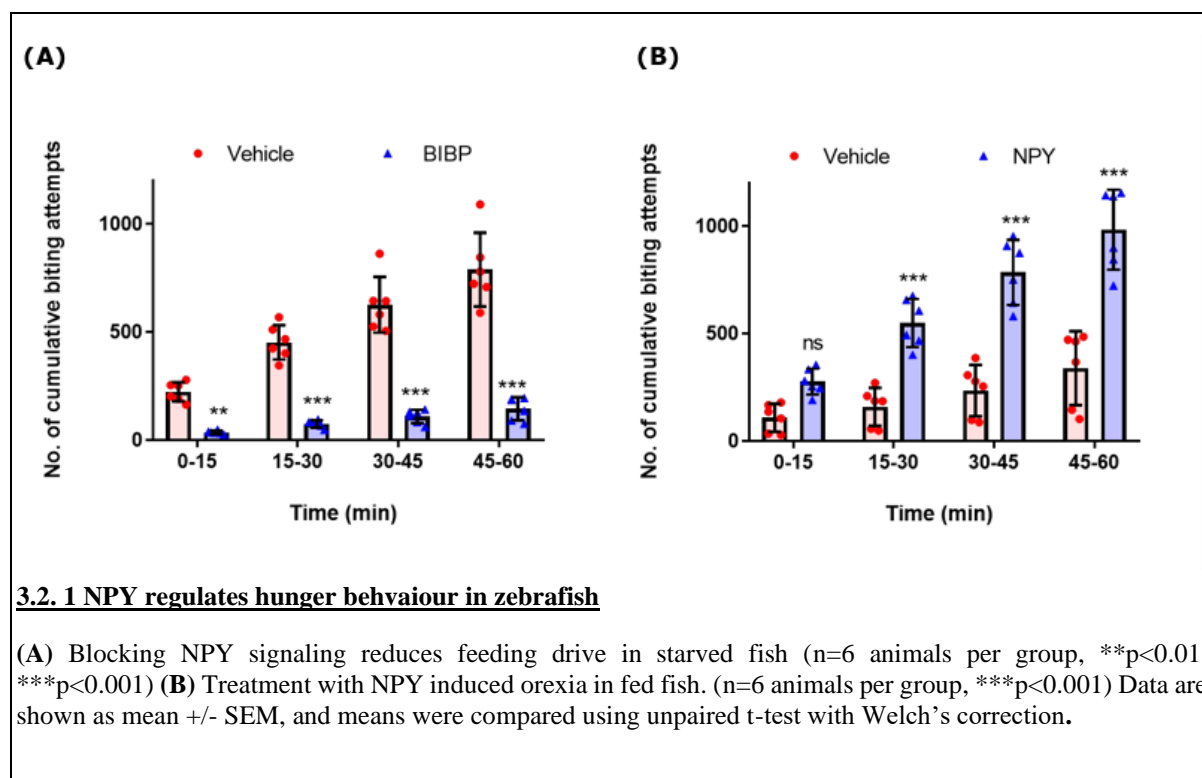 (A)
(B)
Vehicle BIBP
No. of cumulative biting attempts
1000
500
0
** *** *** ***
0-15 15-30 30-45 45-60
Time (min)
Vehicle NPY
No. of cumulative biting attempts
1000
500
0
ns *** *** ***
0-15 15-30 30-45 45-60
Time (min)
3.2. 1 NPY regulates hunger behvaiour in zebrafish
(A) Blocking NPY signaling reduces feeding drive in starved fish (n=6 animals per group, **p<0.01
***p<0.001) (B) Treatment with NPY induced orexia in fed fish. (n=6 animals per group, ***p<0.001) Data are
shown as mean +/- SEM, and means were compared using unpaired t-test with Welch's correction.